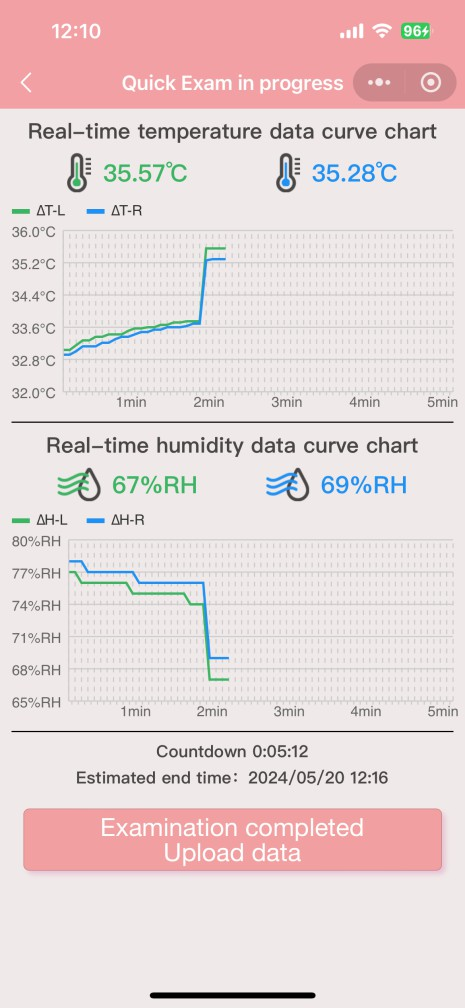 12:10
96
Quick Exam in progress
Real-time temperature data curve chart
35.57℃ 35.28℃
ΔT-L ΔT-R
36.0°C
35.2°C
34.4°C
33.6°C
32.8°C
32.0°C
1min 2min 3min 4min 5min
Real-time humidity data curve chart
67%RH 69%RH
ΔH-L ΔH-R
80%RH
77%RH
74%RH
71%RH
68%RH
65%RH
1min 2min 3min 4min 5min
Countdown 0:05:12
Estimated end time：2024/05/20 12:16
Examination completed
Upload data